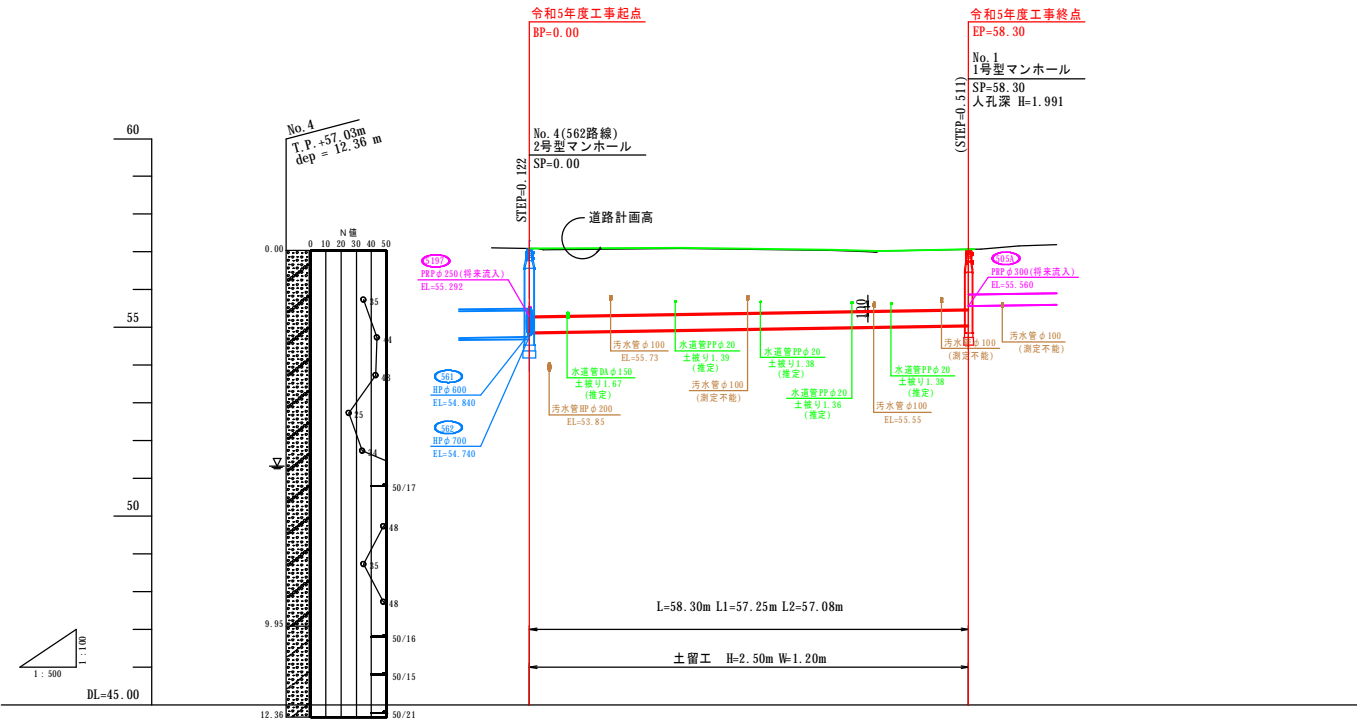 令和5年度工事起点
BP=0.00
令和5年度工事終点
EP=58.30
No.1
1号型マンホール
SP=58.30
人孔深 H=1.991
(STEP=0.511)
No.4(562路線)
2号型マンホール
SP=0.00
STEP=0.122
No.4
T.P.+57.03m
dep = 12.36 m
60
55
50
DL=45.00
1:100
1:500
N値
0 10 20 30 40 50
0.00
35
44
43
25
34
50/17
48
35
48
9.95
50/16
50/15
12.36
50/21
道路計画高
5197
PRPφ250(将来流入)
EL=55.292
505A
PRPφ300(将来流入)
EL=55.560
561
HPφ600
EL=54.840
562
HPφ700
EL=54.740
汚水管HPφ200
EL=53.85
水道管DAφ150
土被り1.67
(推定)
汚水管φ100
EL=55.73
水道管PPφ20
土被り1.39
(推定)
汚水管φ100
(測定不能)
水道管PPφ20
土被り1.38
(推定)
水道管PPφ20
土被り1.36
(推定)
汚水管φ100
EL=55.55
水道管PPφ20
土被り1.38
(推定)
汚水管φ100
(測定不能)
汚水管φ100
(測定不能)
L=58.30m L1=57.25m L2=57.08m
土留工 H=2.50m W=1.20m